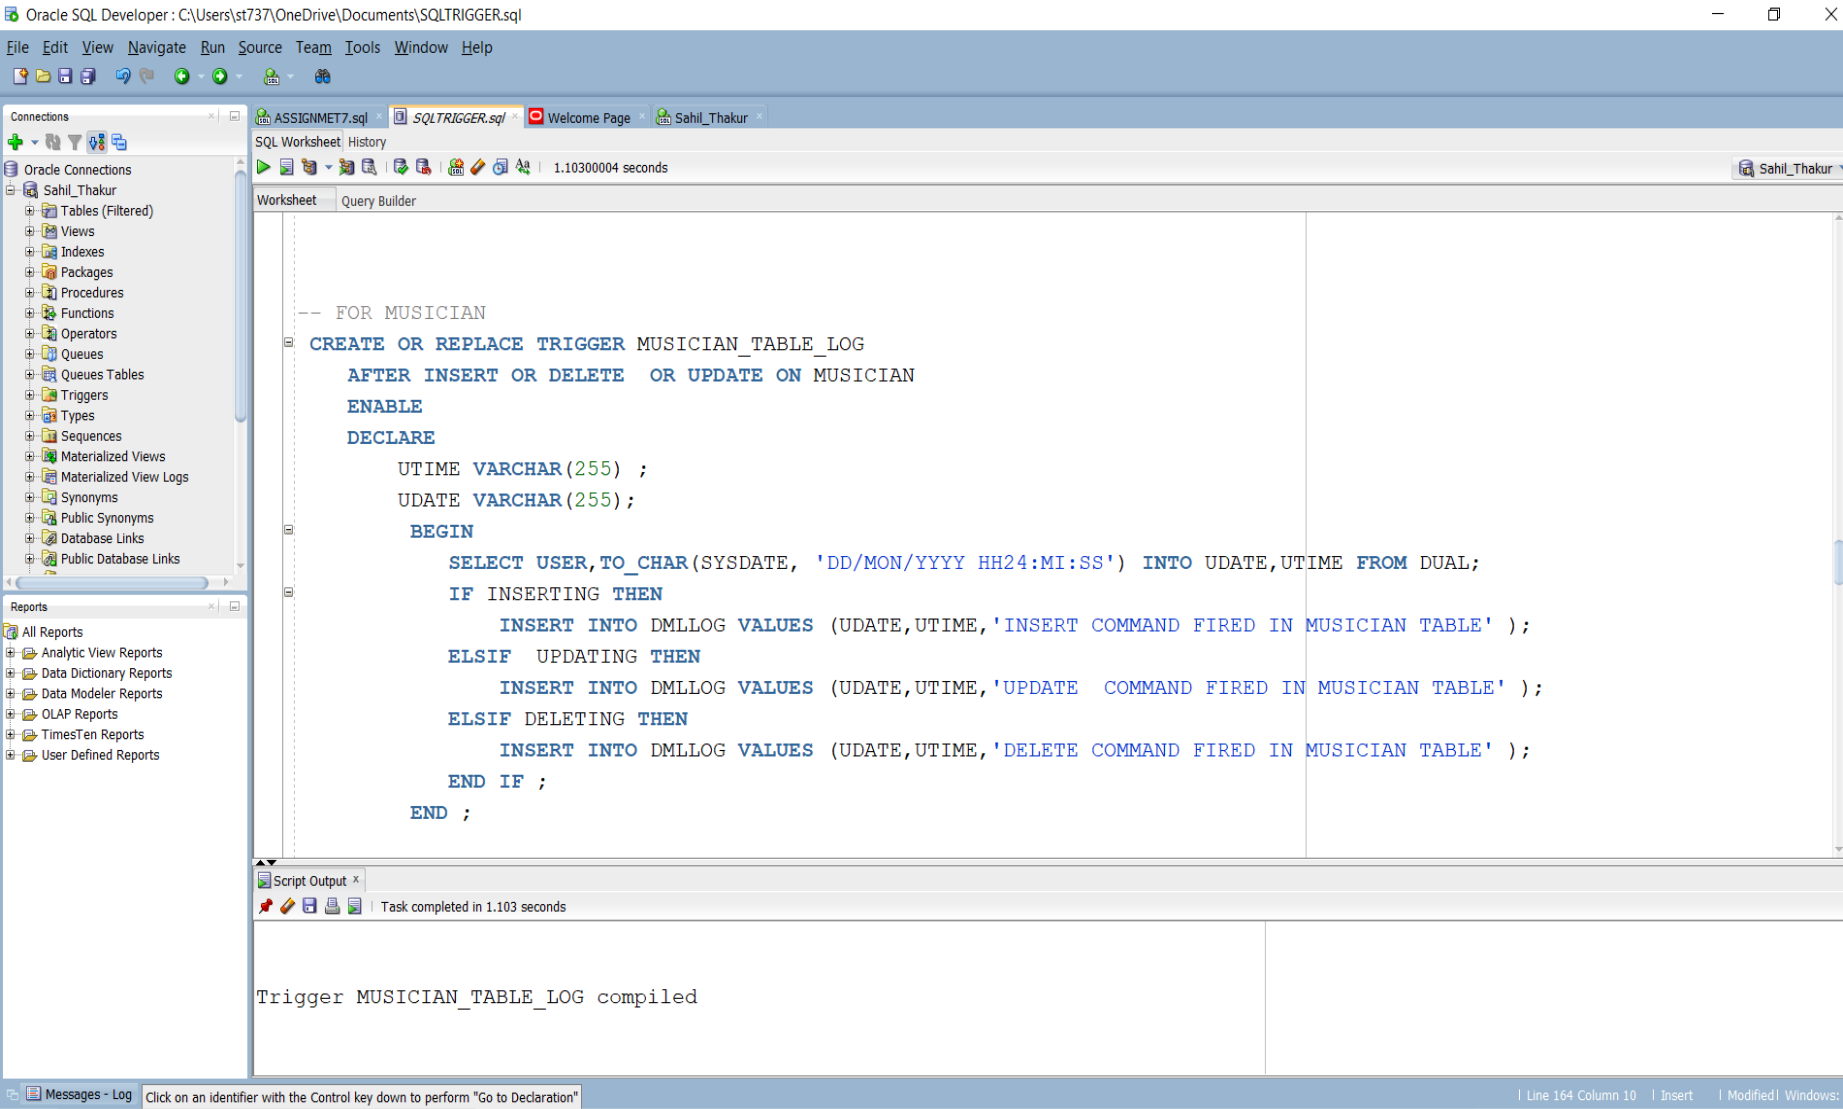 Oracle SQL Developer : C:\Users\st737\OneDrive\Documents\SQLTRIGGER.sql
File Edit View Navigate Run Source Team Tools Window Help
Connections
Oracle Connections
Sahil_Thakur
Tables (Filtered)
Views
Indexes
Packages
Procedures
Functions
Operators
Queues
Queues Tables
Triggers
Types
Sequences
Materialized Views
Materialized View Logs
Synonyms
Public Synonyms
Database Links
Public Database Links
Reports
All Reports
Analytic View Reports
Data Dictionary Reports
Data Modeler Reports
OLAP Reports
TimesTen Reports
User Defined Reports
ASSIGNMET7.sql SQLTRIGGER.sql Welcome Page Sahil_Thakur
SQL Worksheet History
1.10300004 seconds
Sahil_Thakur
Worksheet Query Builder
-- FOR MUSICIAN
CREATE OR REPLACE TRIGGER MUSICIAN_TABLE_LOG
AFTER INSERT OR DELETE  OR UPDATE ON MUSICIAN
ENABLE
DECLARE
UTIME VARCHAR(255) ;
UDATE VARCHAR(255);
BEGIN
SELECT USER,TO_CHAR(SYSDATE, 'DD/MON/YYYY HH24:MI:SS') INTO UDATE,UTIME FROM DUAL;
IF INSERTING THEN
INSERT INTO DMLLOG VALUES (UDATE,UTIME,'INSERT COMMAND FIRED IN MUSICIAN TABLE' );
ELSIF  UPDATING THEN
INSERT INTO DMLLOG VALUES (UDATE,UTIME,'UPDATE  COMMAND FIRED IN MUSICIAN TABLE' );
ELSIF DELETING THEN
INSERT INTO DMLLOG VALUES (UDATE,UTIME,'DELETE COMMAND FIRED IN MUSICIAN TABLE' );
END IF ;
END ;
Script Output
Task completed in 1.103 seconds
Trigger MUSICIAN_TABLE_LOG compiled
Messages - Log
Click on an identifier with the Control key down to perform "Go to Declaration"
Line 164 Column 10 Insert Modified Windows: